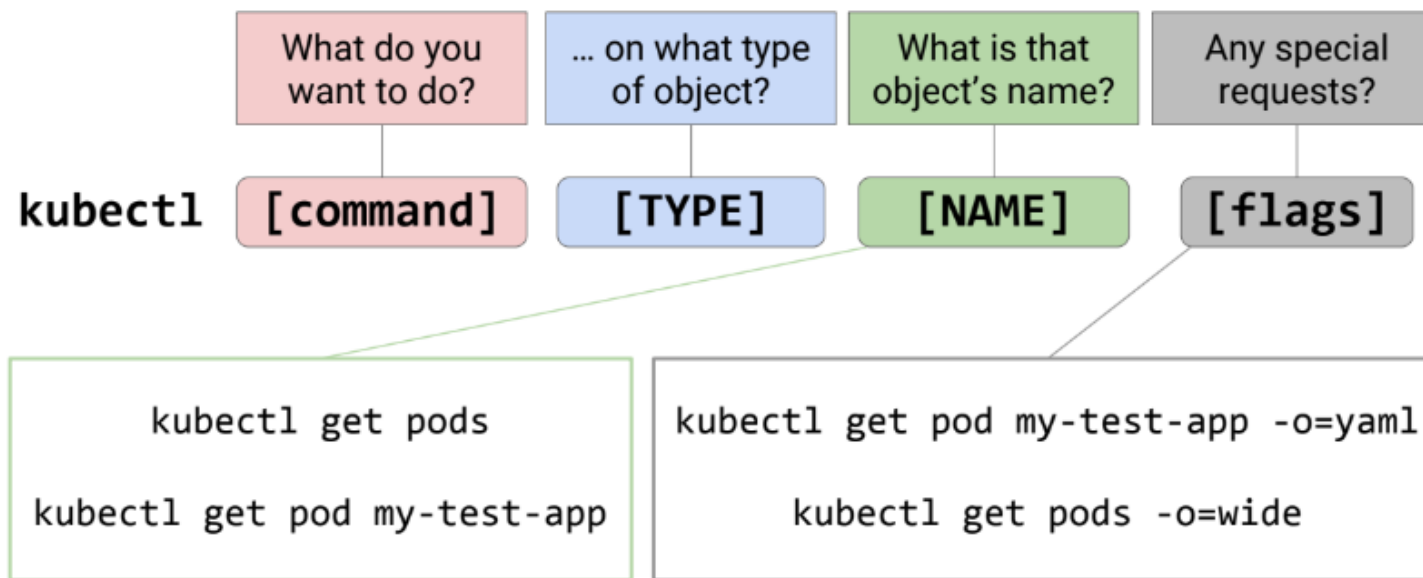 What do you
want to do?
… on what type
of object?
What is that
object's name?
Any special
requests?
kubectl [command] [TYPE] [NAME] [flags]
kubectl get pods
kubectl get pod my-test-app
kubectl get pod my-test-app -o=yaml
kubectl get pods -o=wide